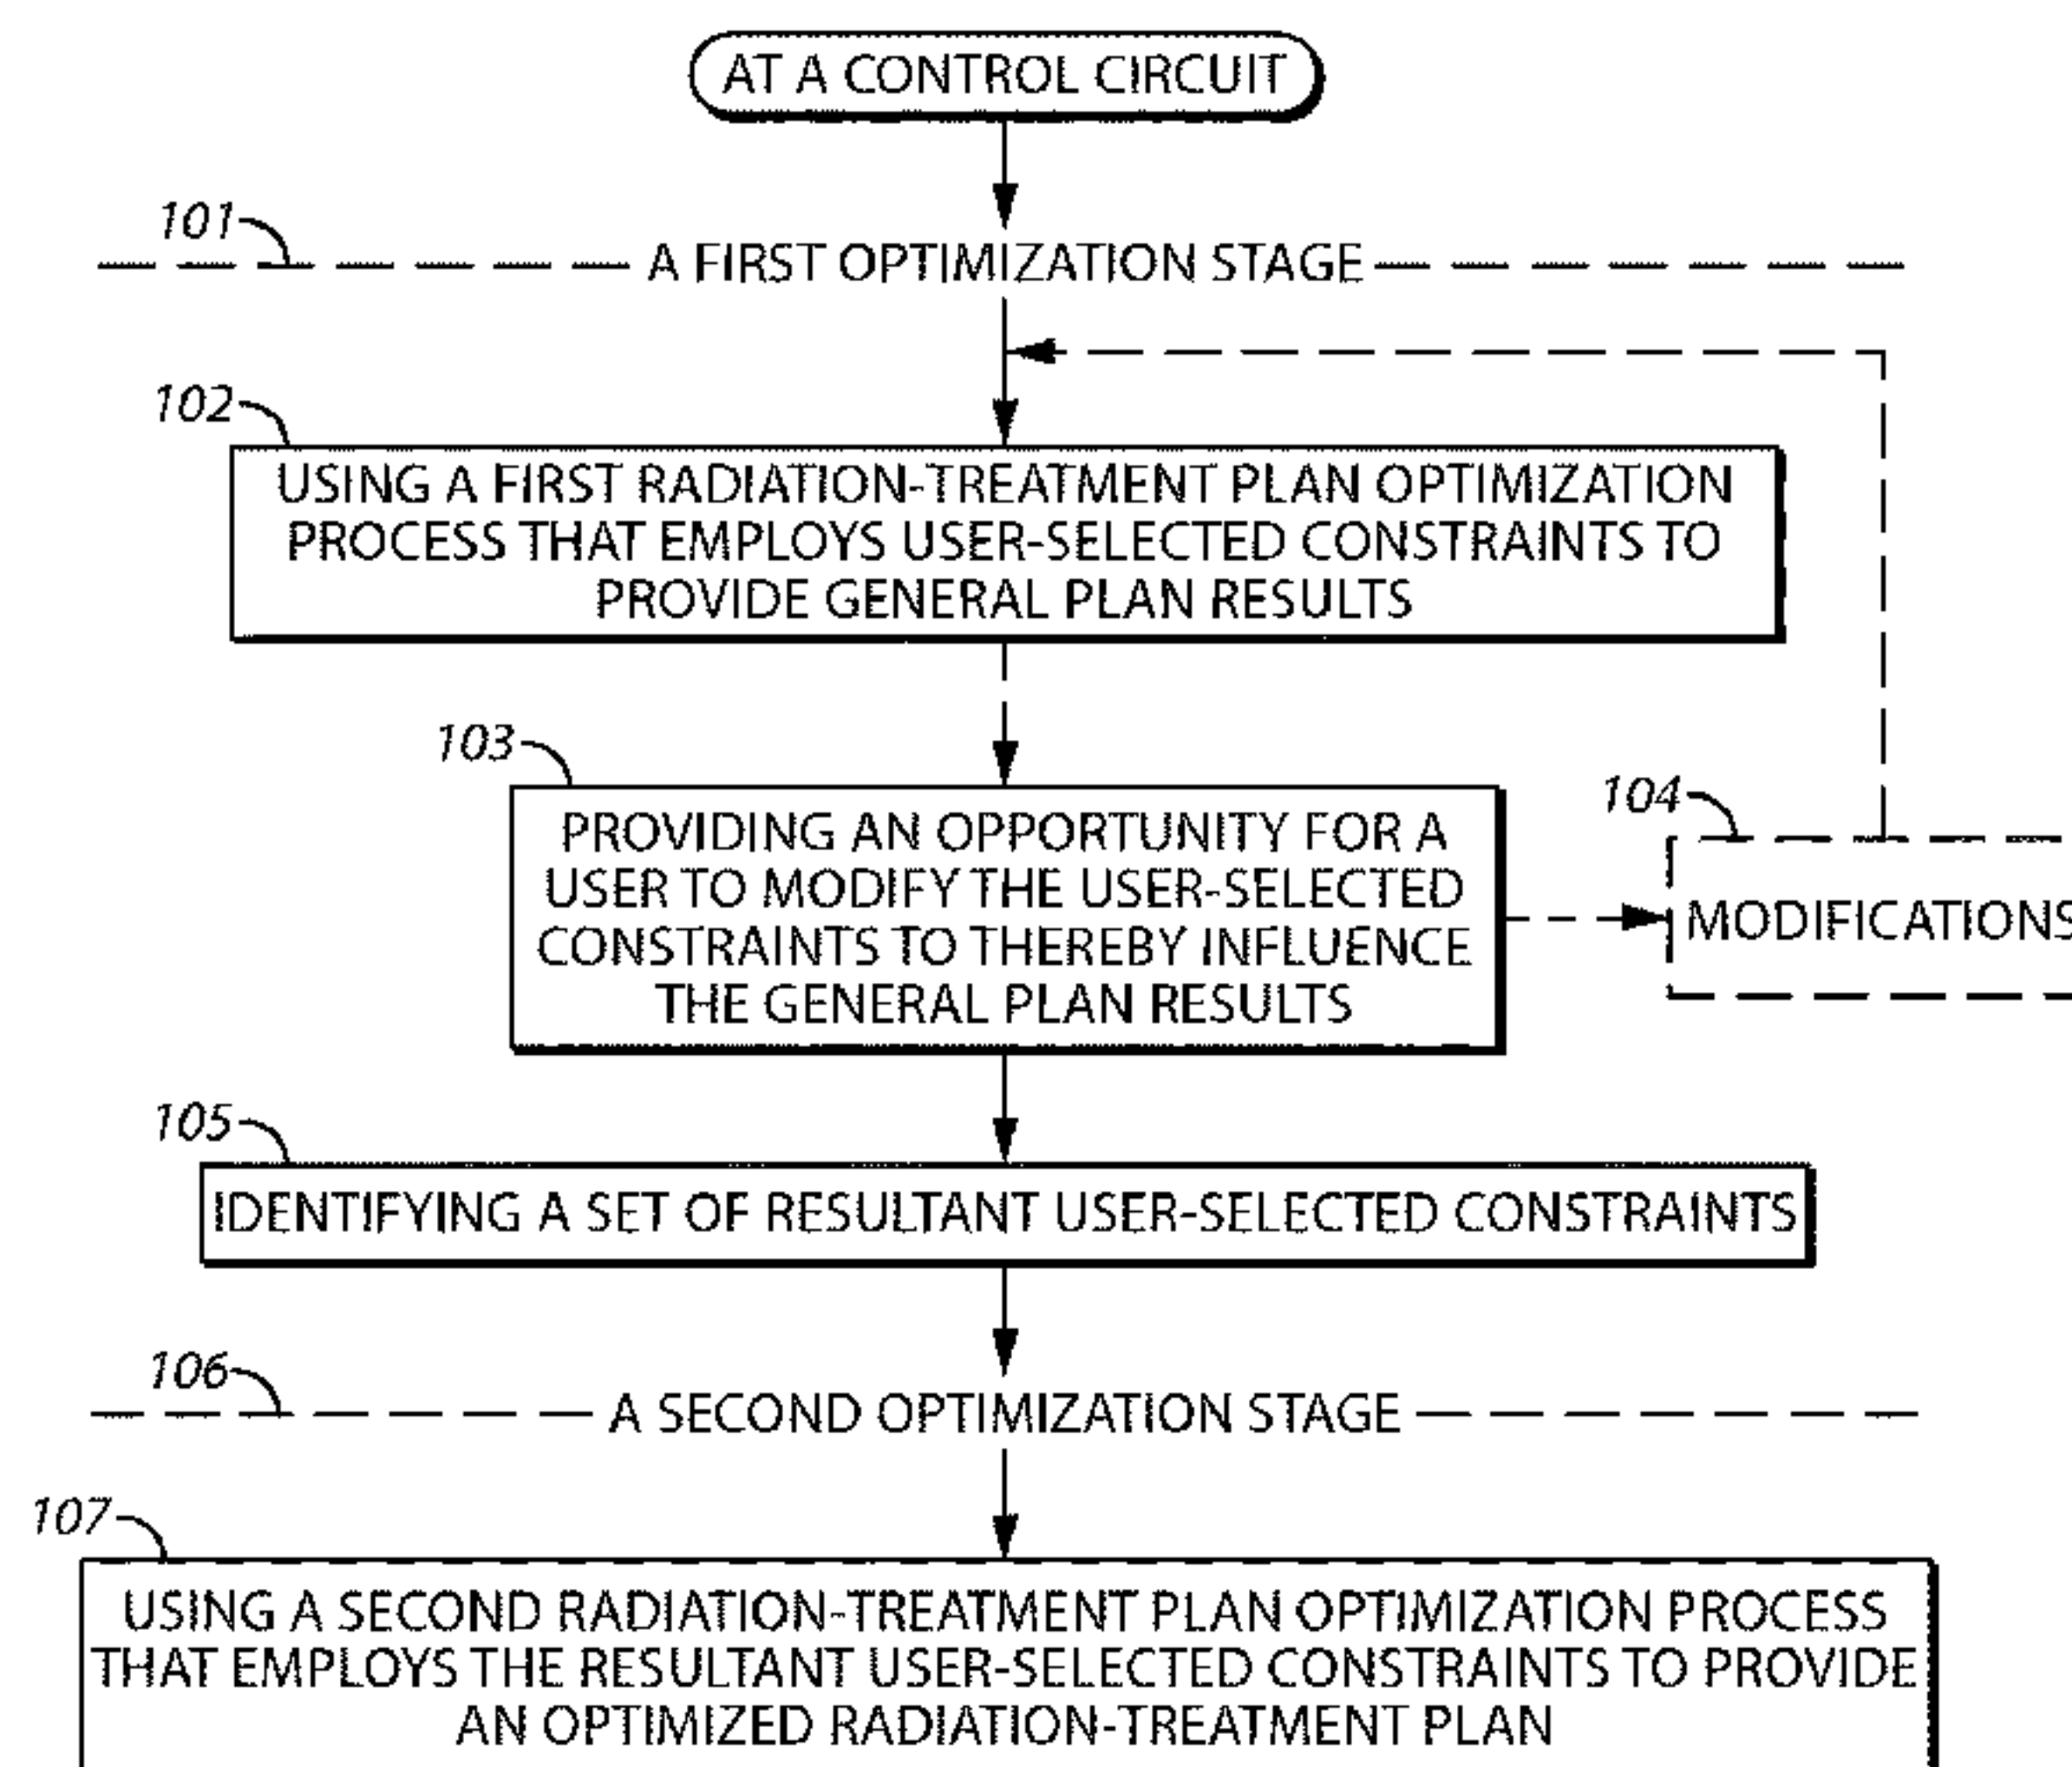 AT A CONTROL CIRCUIT
101
A FIRST OPTIMIZATION STAGE
102
USING A FIRST RADIATION-TREATMENT PLAN OPTIMIZATION
PROCESS THAT EMPLOYS USER-SELECTED CONSTRAINTS TO
PROVIDE GENERAL PLAN RESULTS
103
PROVIDING AN OPPORTUNITY FOR A
USER TO MODIFY THE USER-SELECTED
CONSTRAINTS TO THEREBY INFLUENCE
THE GENERAL PLAN RESULTS
104
MODIFICATIONS
105
IDENTIFYING A SET OF RESULTANT USER-SELECTED CONSTRAINTS
106
A SECOND OPTIMIZATION STAGE
107
USING A SECOND RADIATION-TREATMENT PLAN OPTIMIZATION PROCESS
THAT EMPLOYS THE RESULTANT USER-SELECTED CONSTRAINTS TO PROVIDE
AN OPTIMIZED RADIATION-TREATMENT PLAN